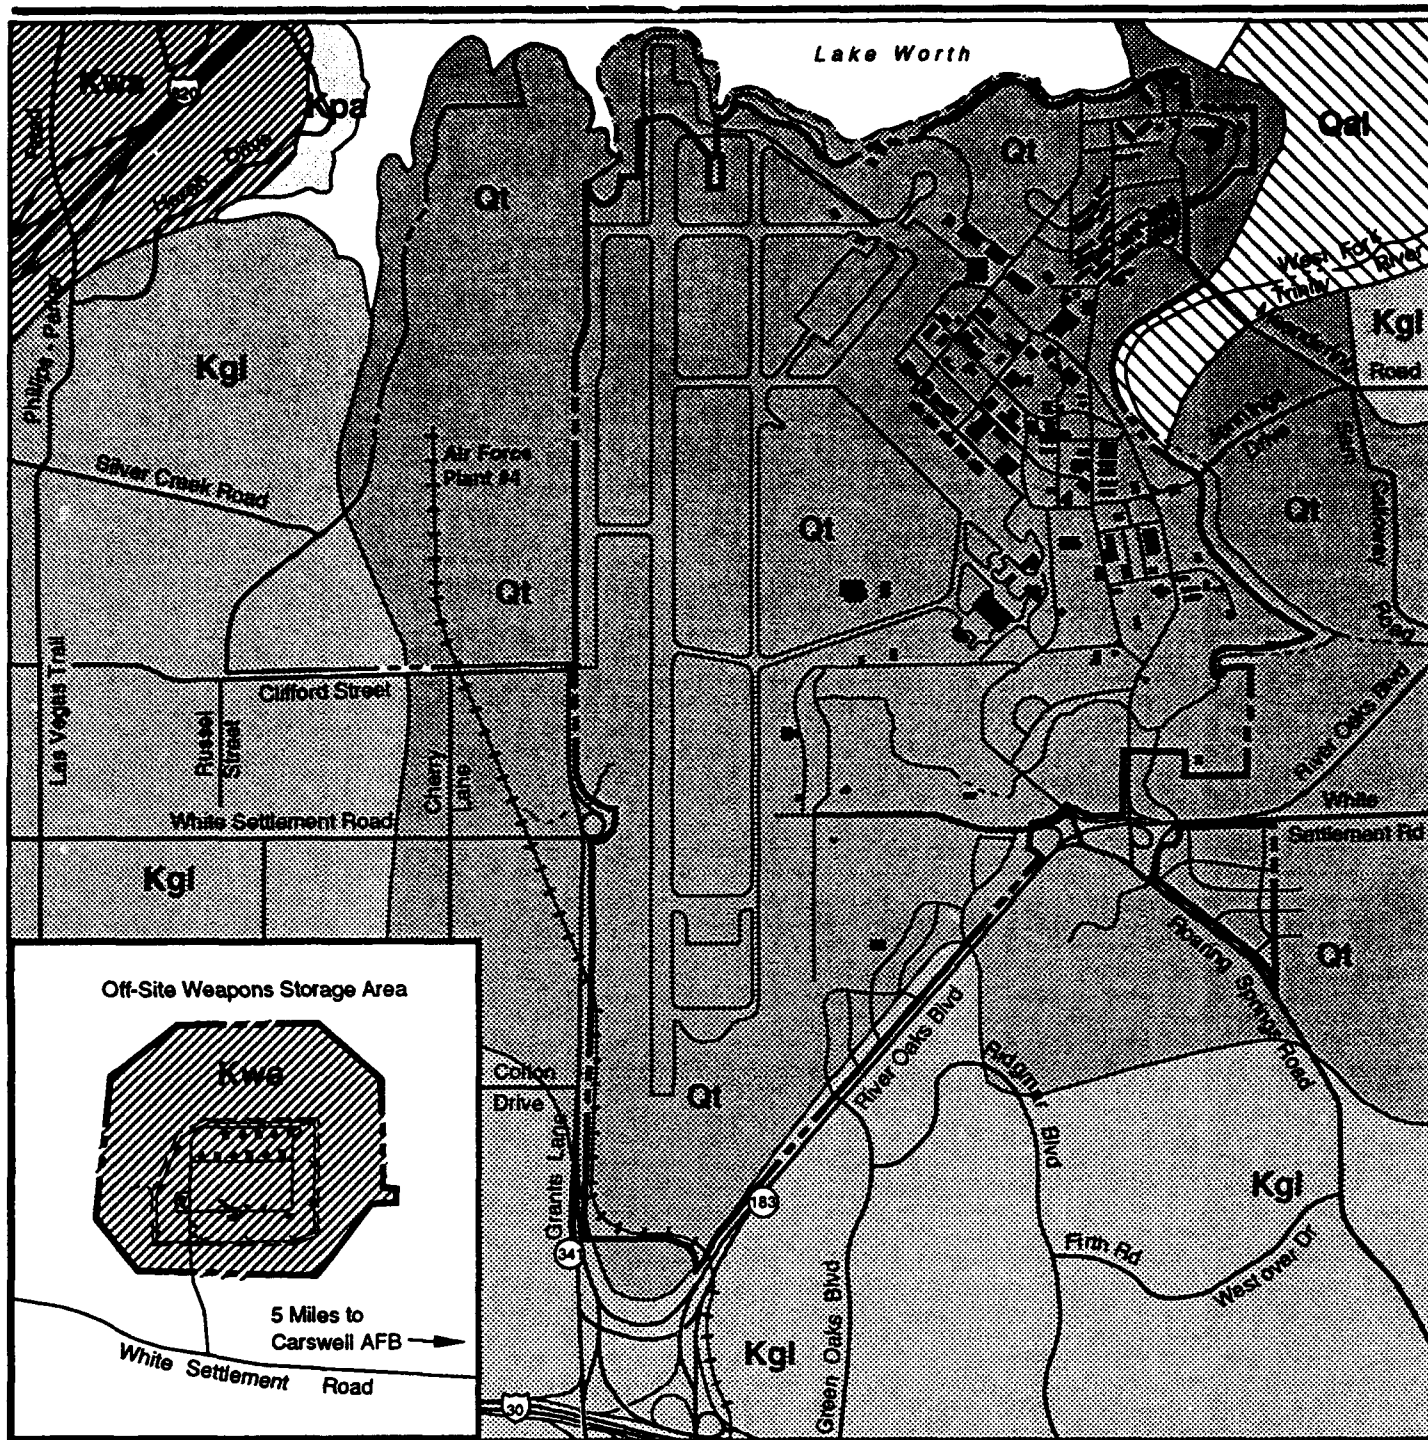 Lake Worth
820
Kpa
Qal
Qt
Qt
West Fork
Trinity River
Kgl
Kgl
Road
Air Force
Plant #4
Silver Creek Road
Drive
Qt
Qt
Qt
Las Vegas Trail
Clifford Street
Russel
Street
Cherry
Lane
River Oaks Blvd
White
Settlement Rd
White Settlement Road
Kgl
Roaring Springs Road
Qt
Off-Site Weapons Storage Area
River Oaks Blvd
Ridgmar
Blvd
Colton
Drive
Qt
Grants Lane
Kgl
183
341
Firth Rd
Westover Dr
5 Miles to
Carswell AFB
White Settlement Road
Kgl
Green Oaks Blvd
30